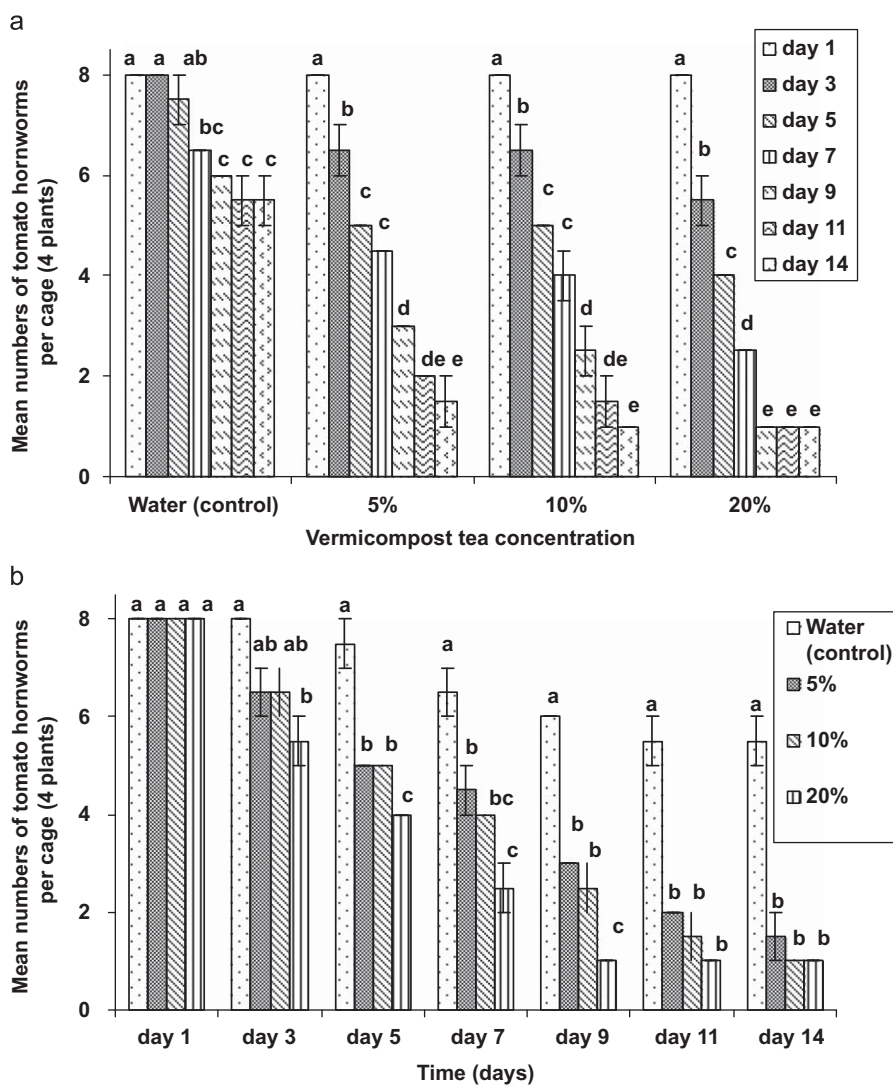 a
Mean numbers of tomato hornworms
per cage (4 plants)
8
6
4
2
0
a a ab bc c c c
a b c c d de e
a b c c d de e
a b c d e e e
Water (control) 5% 10% 20%
Vermicompost tea concentration
day 1
day 3
day 5
day 7
day 9
day 11
day 14
b
Mean numbers of tomato hornworms
per cage (4 plants)
8
6
4
2
0
a a a a
a ab ab b
a b b c
a b bc c
a b b c
a b b b
a b b b
day 1 day 3 day 5 day 7 day 9 day 11 day 14
Time (days)
Water
(control)
5%
10%
20%